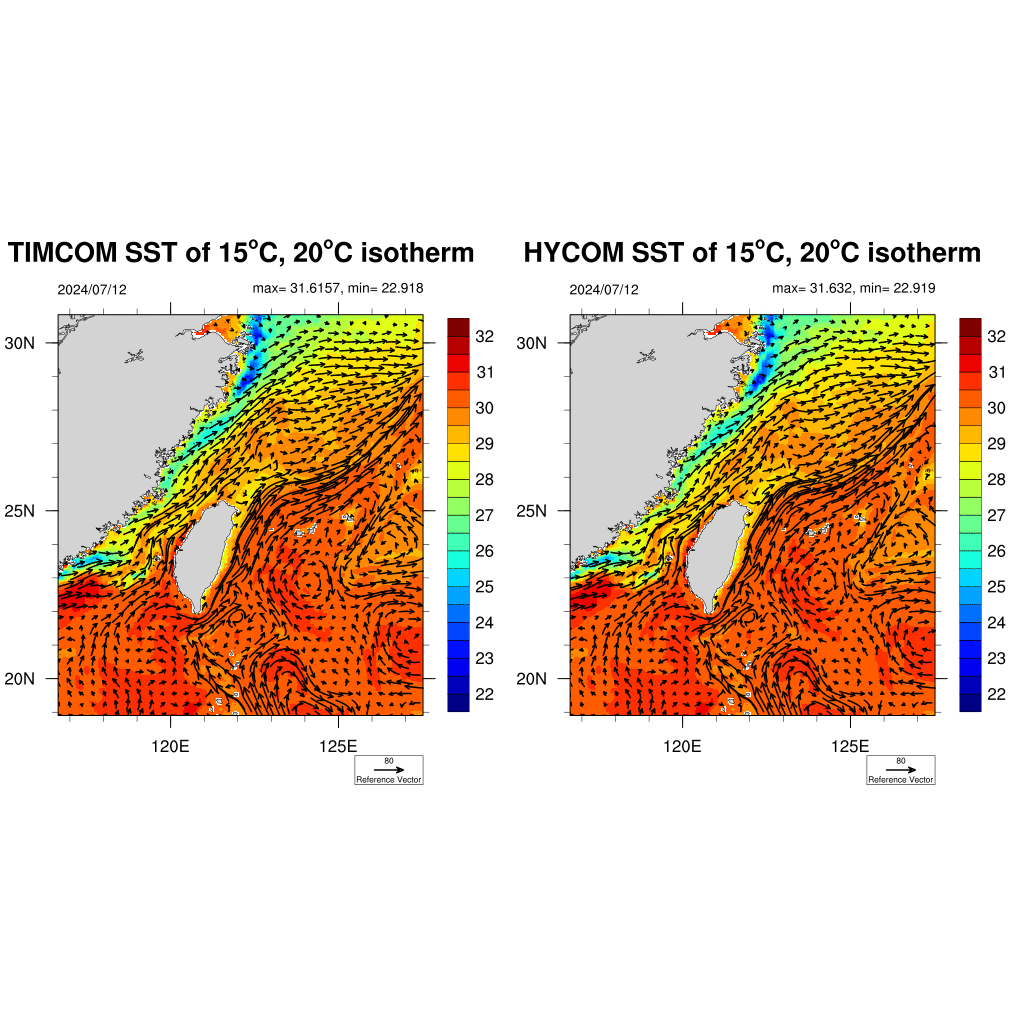 TIMCOM SST of 15°C, 20°C isotherm
2024/07/12
max= 31.6157, min= 22.918
30N
25N
20N
120E
125E
32
31
30
29
28
27
26
25
24
23
22
80
Reference Vector
HYCOM SST of 15°C, 20°C isotherm
2024/07/12
max= 31.632, min= 22.919
30N
25N
20N
120E
125E
32
31
30
29
28
27
26
25
24
23
22
80
Reference Vector